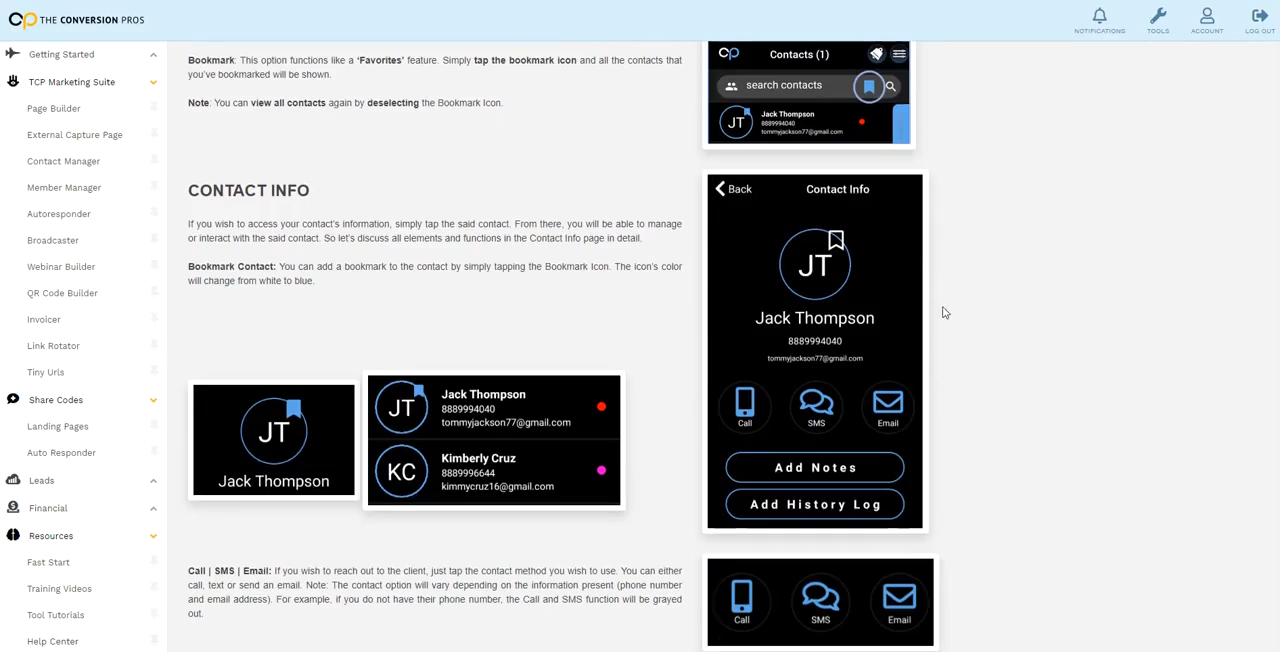 THE CONVERSION PROS
NOTIFICATIONS
TOOLS
ACCOUNT
LOG OUT
Getting Started
TCP Marketing Suite
Page Builder
External Capture Page
Contact Manager
Member Manager
Autoresponder
Broadcaster
Webinar Builder
QR Code Builder
Invoicer
Link Rotator
Tiny Urls
Share Codes
Landing Pages
Auto Responder
Leads
Financial
Resources
Fast Start
Training Videos
Tool Tutorials
Help Center
Bookmark: This option functions like a 'Favorites' feature. Simply tap the bookmark icon and all the contacts that
you've bookmarked will be shown.
Note: You can view all contacts again by deselecting the Bookmark Icon.
Contacts (1)
search contacts
JT
Jack Thompson
8889994040
tommyjackson77@gmail.com
CONTACT INFO
If you wish to access your contact's information, simply tap the said contact. From there, you will be able to manage
or interact with the said contact. So let's discuss all elements and functions in the Contact Info page in detail.
Bookmark Contact: You can add a bookmark to the contact by simply tapping the Bookmark Icon. The icon's color
will change from white to blue.
JT
Jack Thompson
JT
Jack Thompson
8889994040
tommyjackson77@gmail.com
KC
Kimberly Cruz
8889996644
kimmycruz16@gmail.com
Back
Contact Info
JT
Jack Thompson
8889994040
tommyjackson77@gmail.com
Call
SMS
Email
Add Notes
Add History Log
Call | SMS | Email: If you wish to reach out to the client, just tap the contact method you wish to use. You can either
call, text or send an email. Note: The contact option will vary depending on the information present (phone number
and email address). For example, if you do not have their phone number, the Call and SMS function will be grayed
out.
Call
SMS
Email